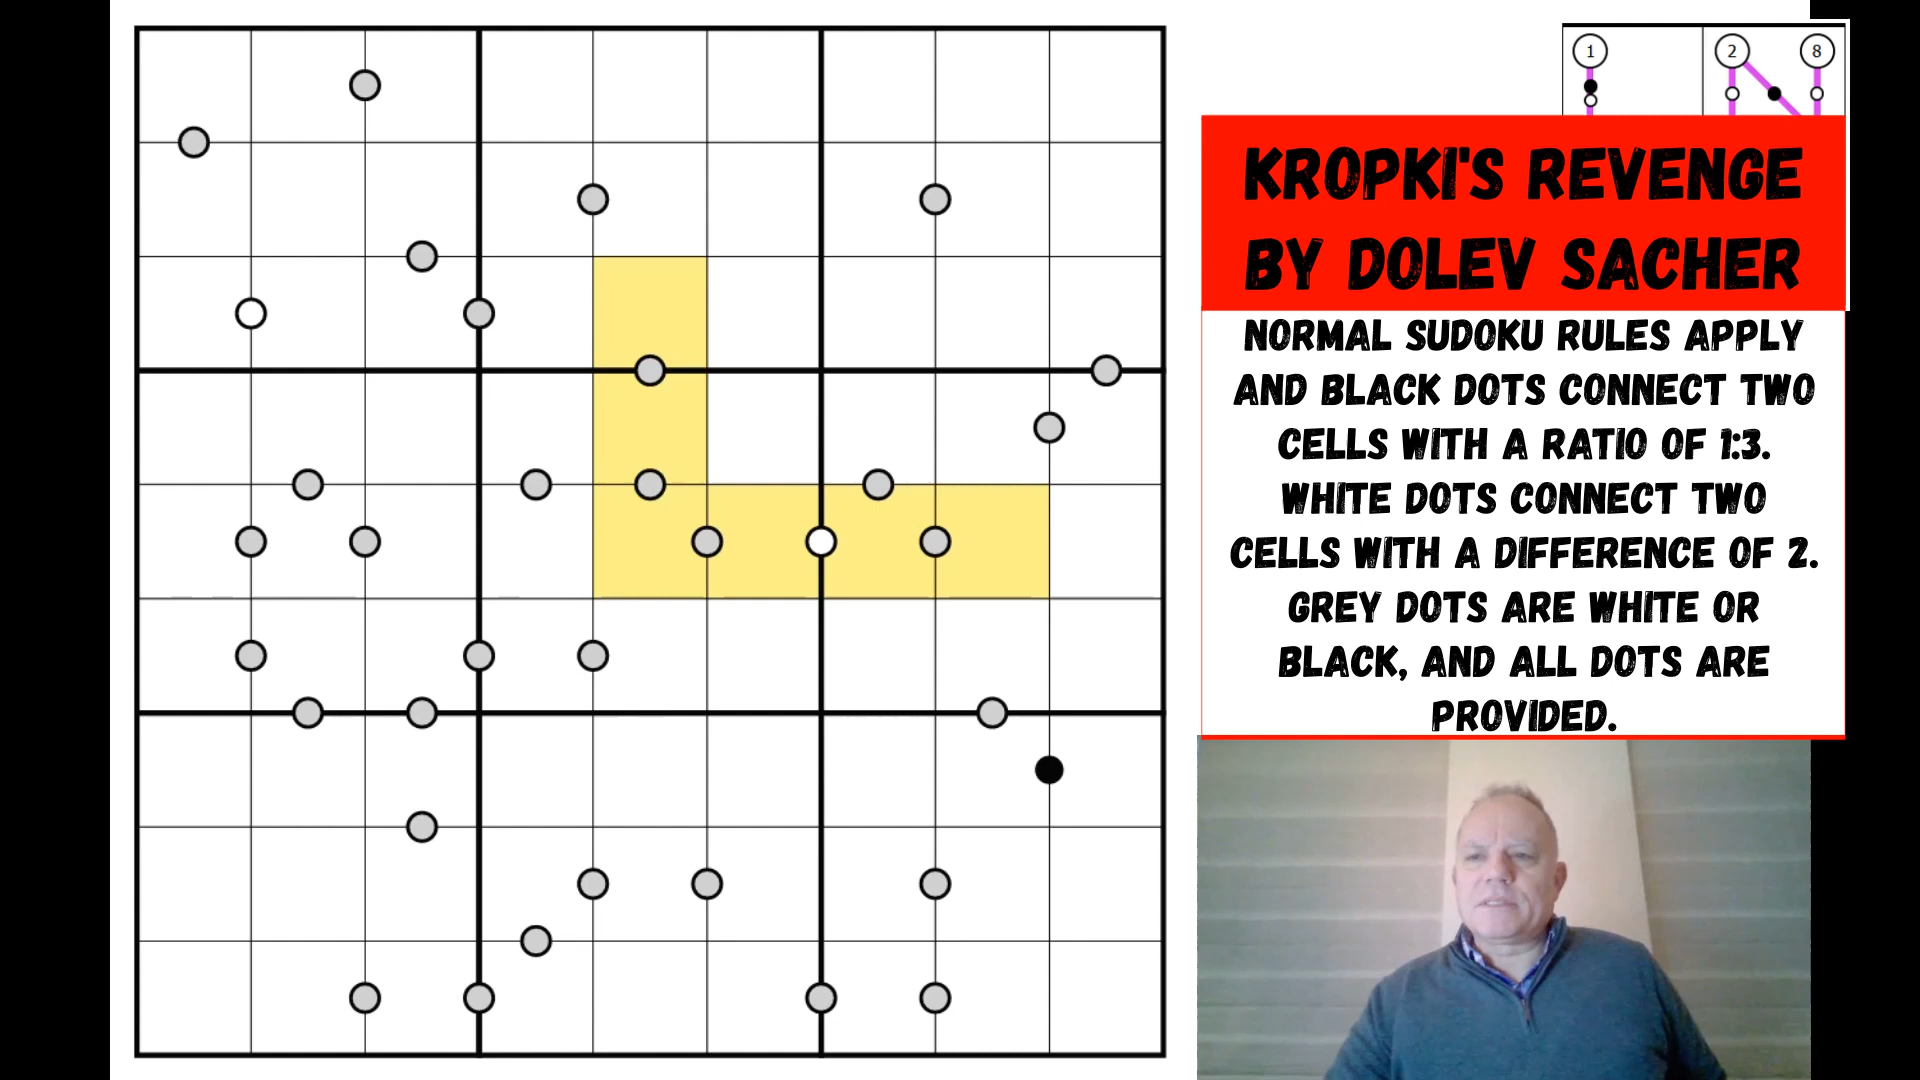 1
2
8
KROPKI'S REVENGE
BY DOLEV SACHER
NORMAL SUDOKU RULES APPLY
AND BLACK DOTS CONNECT TWO
CELLS WITH A RATIO OF 1:3.
WHITE DOTS CONNECT TWO
CELLS WITH A DIFFERENCE OF 2.
GREY DOTS ARE WHITE OR
BLACK, AND ALL DOTS ARE
PROVIDED.